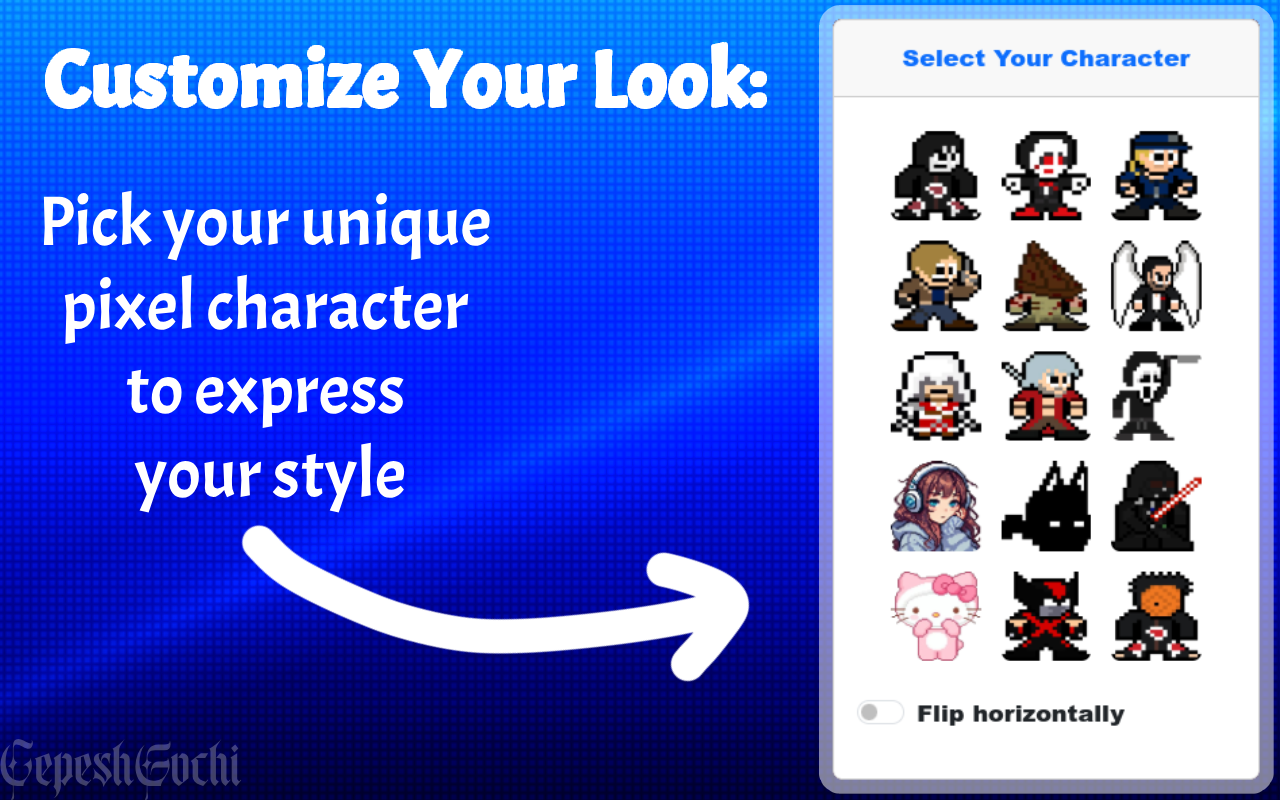 Customize Your Look:
Pick your unique
pixel character
to express
your style
Select Your Character
Flip horizontally
GepeshGochi